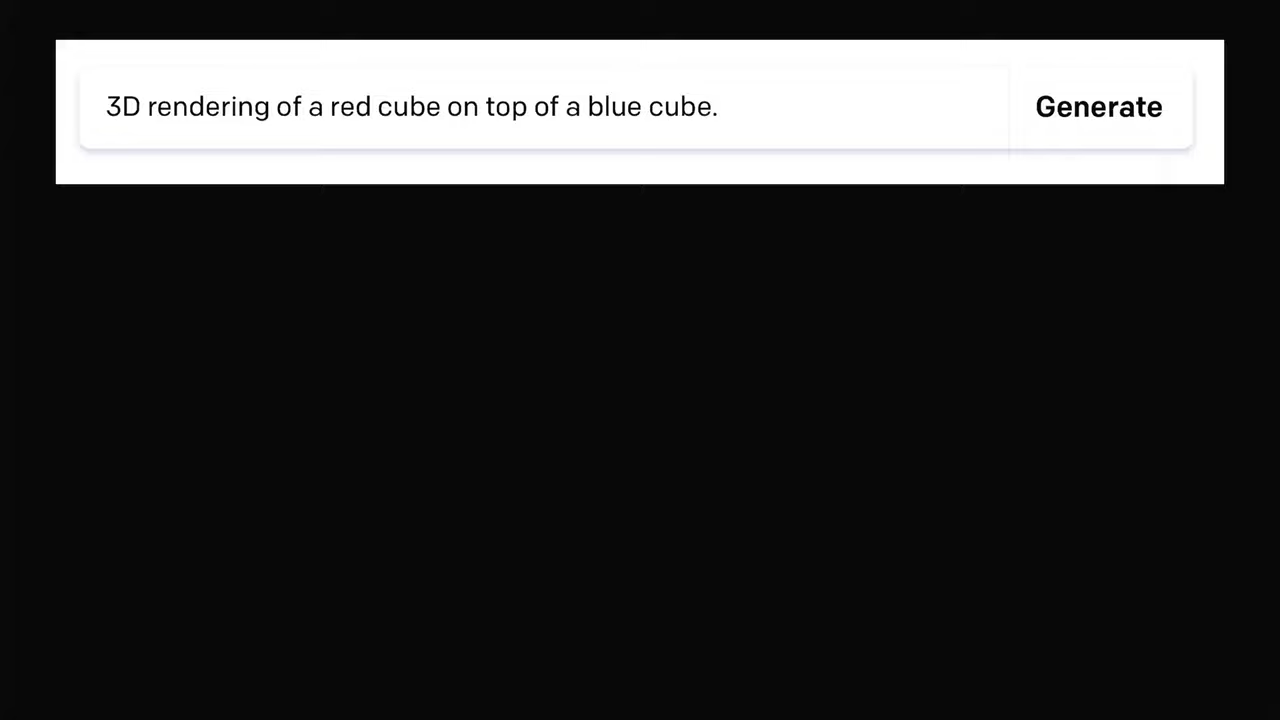 3D rendering of a red cube on top of a blue cube. Generate